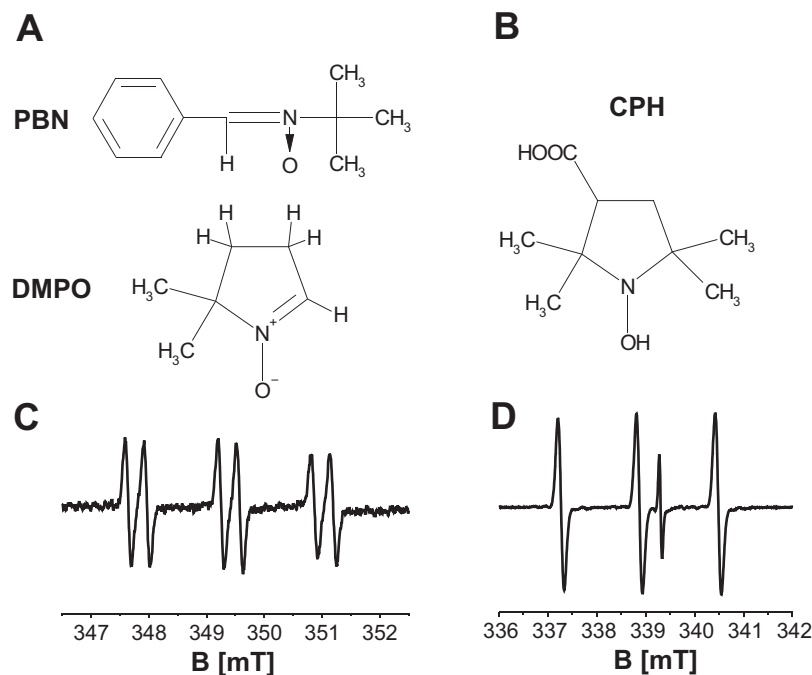 A
PBN
CH₃
CH₃
CH₃
N
H
O
DMPO
H
H
H
H
H
H₃C
H₃C
N⁺
O⁻
B
CPH
HOOC
H₃C
H₃C
CH₃
CH₃
N
OH
C
347 348 349 350 351 352
B [mT]
D
336 337 338 339 340 341 342
B [mT]